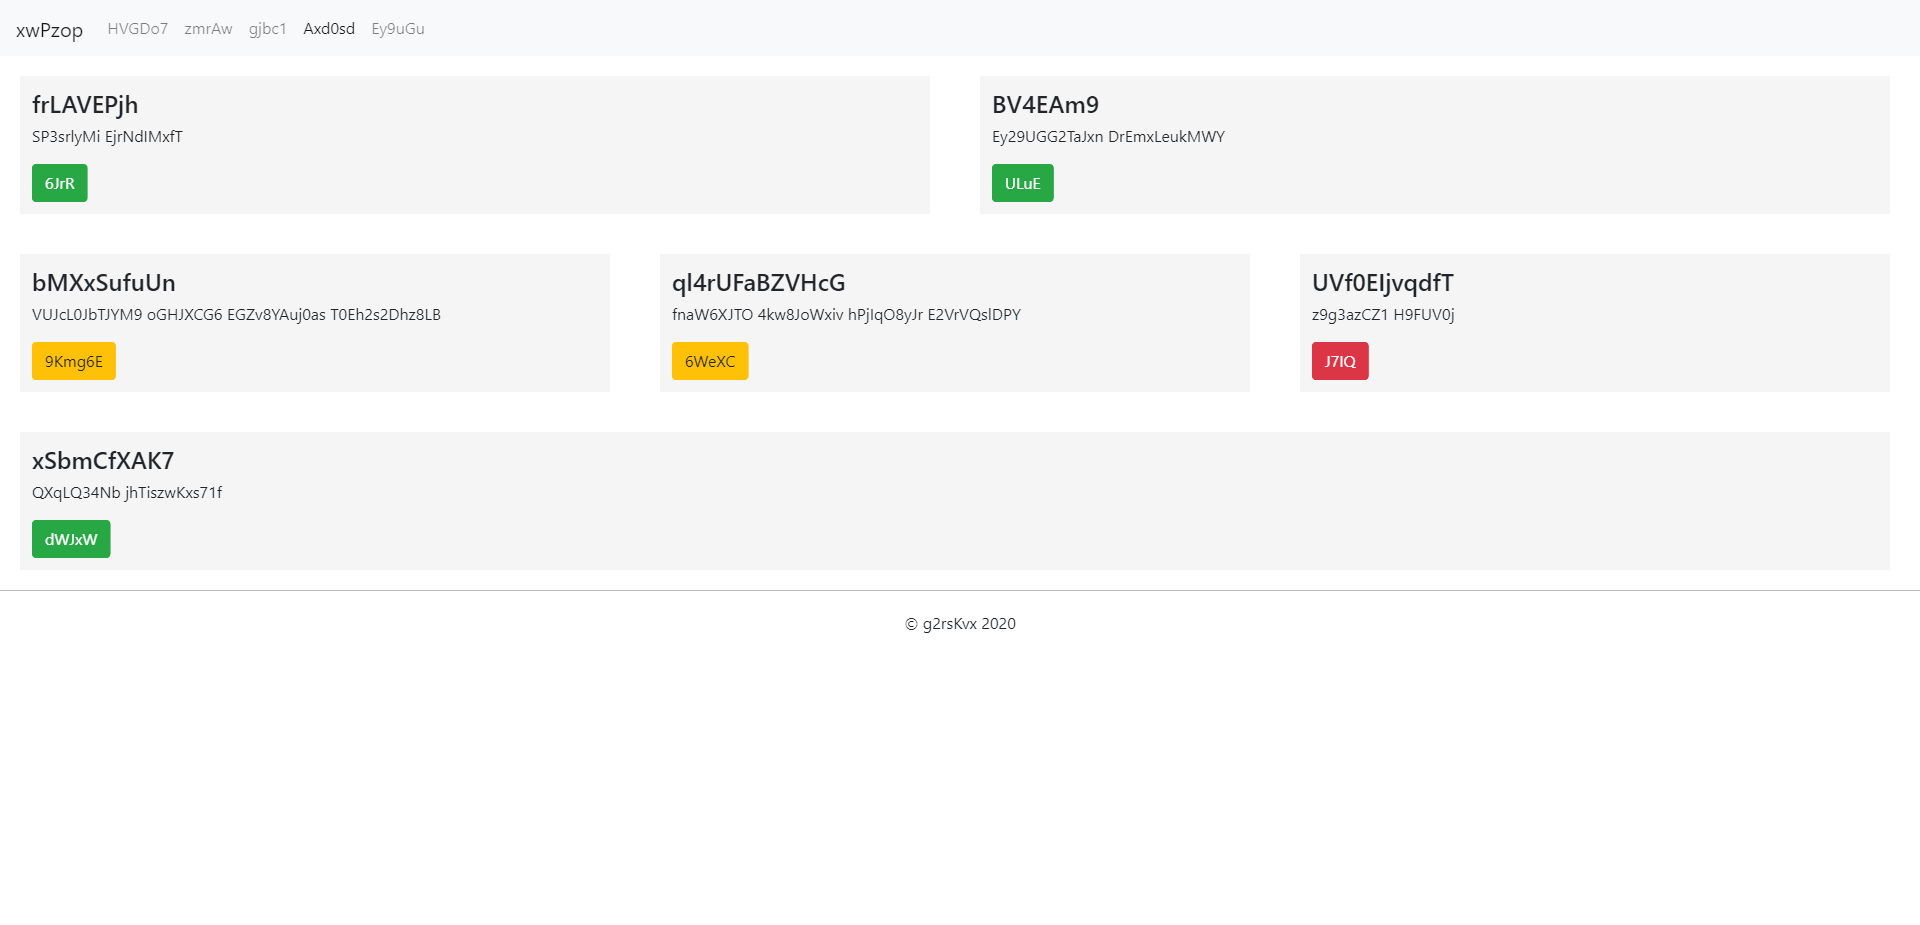 xwPzop HVGDo7 zmrAw gjbc1 Axd0sd Ey9uGu
frLAVEPjh
SP3srlyMi EjrNdIMxfT
6JrR
BV4EAm9
Ey29UGG2TaJxn DrEmxLeukMWY
ULuE
bMXxSufuUn
VUJcL0JbTJYM9 oGHJXCG6 EGZv8YAuj0as T0Eh2s2Dhz8LB
9Kmg6E
ql4rUFaBZVHcG
fnaW6XJTO 4kw8JoWxiv hPjIqO8yJr E2VrVQslDPY
6WeXC
UVf0EIjvqdfT
z9g3azCZ1 H9FUV0j
J7IQ
xSbmCfXAK7
QXqLQ34Nb jhTiszwKxs71f
dWJxW
© g2rsKvx 2020